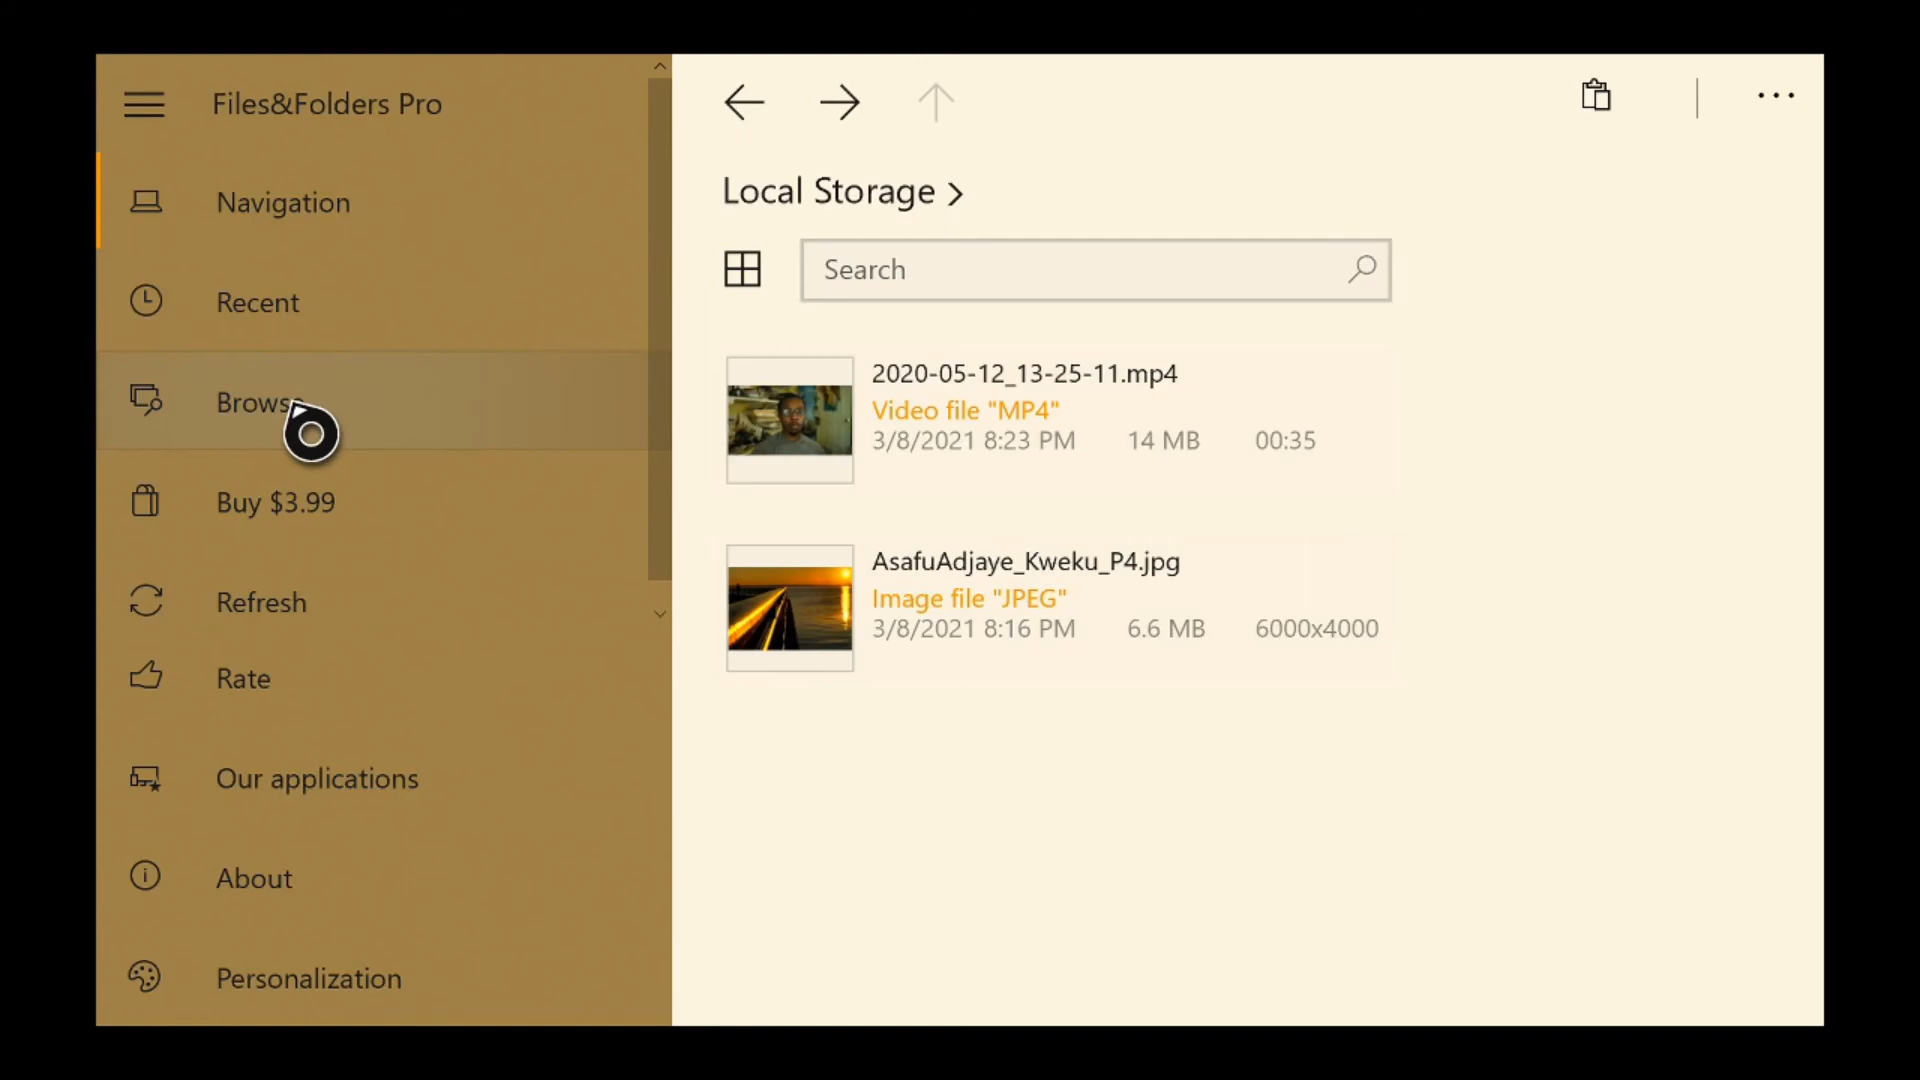 Files&Folders Pro
Navigation
Recent
Browse
Buy $3.99
Refresh
Rate
Our applications
About
Personalization
Local Storage >
Search
2020-05-12_13-25-11.mp4
Video file "MP4"
3/8/2021 8:23 PM 14 MB 00:35
AsafuAdjaye_Kweku_P4.jpg
Image file "JPEG"
3/8/2021 8:16 PM 6.6 MB 6000x4000